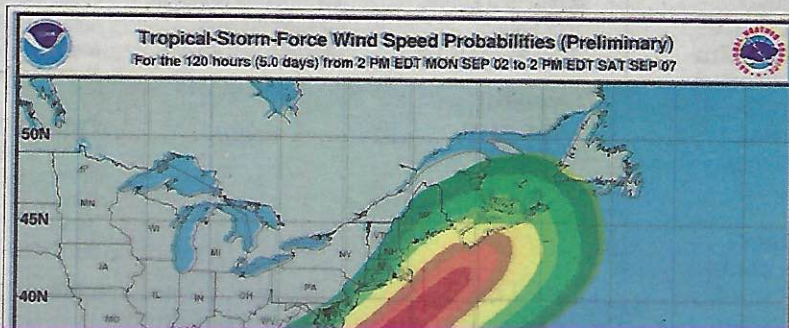 Tropical-Storm-Force Wind Speed Probabilities (Preliminary)
For the 120 hours (5.0 days) from 2 PM EDT MON SEP 02 to 2 PM EDT SAT SEP 07
50N
MN
45N
WI
MI
NY
IA
PA
40N
IL
IN
OH
MO